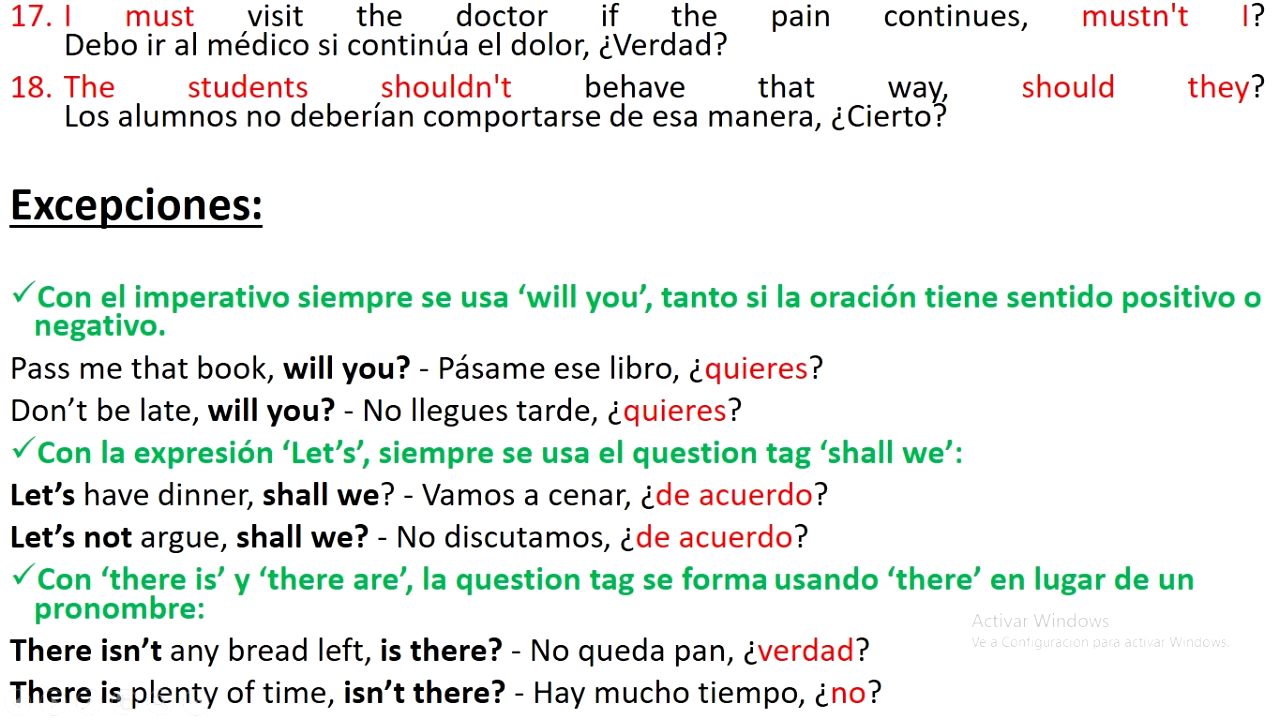 17. I must visit the doctor if the pain continues, mustn't I?
Debo ir al médico si continúa el dolor, ¿Verdad?
18. The students shouldn't behave that way, should they?
Los alumnos no deberían comportarse de esa manera, ¿Cierto?
Excepciones:
✓Con el imperativo siempre se usa ‘will you’, tanto si la oración tiene sentido positivo o
negativo.
Pass me that book, will you? - Pásame ese libro, ¿quieres?
Don’t be late, will you? - No llegues tarde, ¿quieres?
✓Con la expresión ‘Let’s’, siempre se usa el question tag ‘shall we’:
Let’s have dinner, shall we? - Vamos a cenar, ¿de acuerdo?
Let’s not argue, shall we? - No discutamos, ¿de acuerdo?
✓Con ‘there is’ y ‘there are’, la question tag se forma usando ‘there’ en lugar de un
pronombre:
Activar Windows
Ve a Configuración para activar Windows.
There isn’t any bread left, is there? - No queda pan, ¿verdad?
There is plenty of time, isn’t there? - Hay mucho tiempo, ¿no?